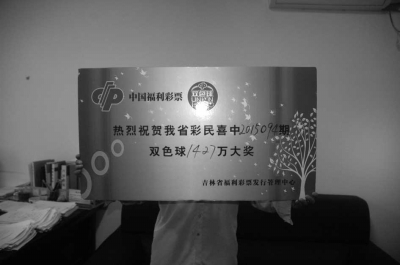 中国福利彩票 双色球
热烈祝贺我省彩民喜中2015094期
双色球1427万大奖
吉林省福利彩票发行管理中心